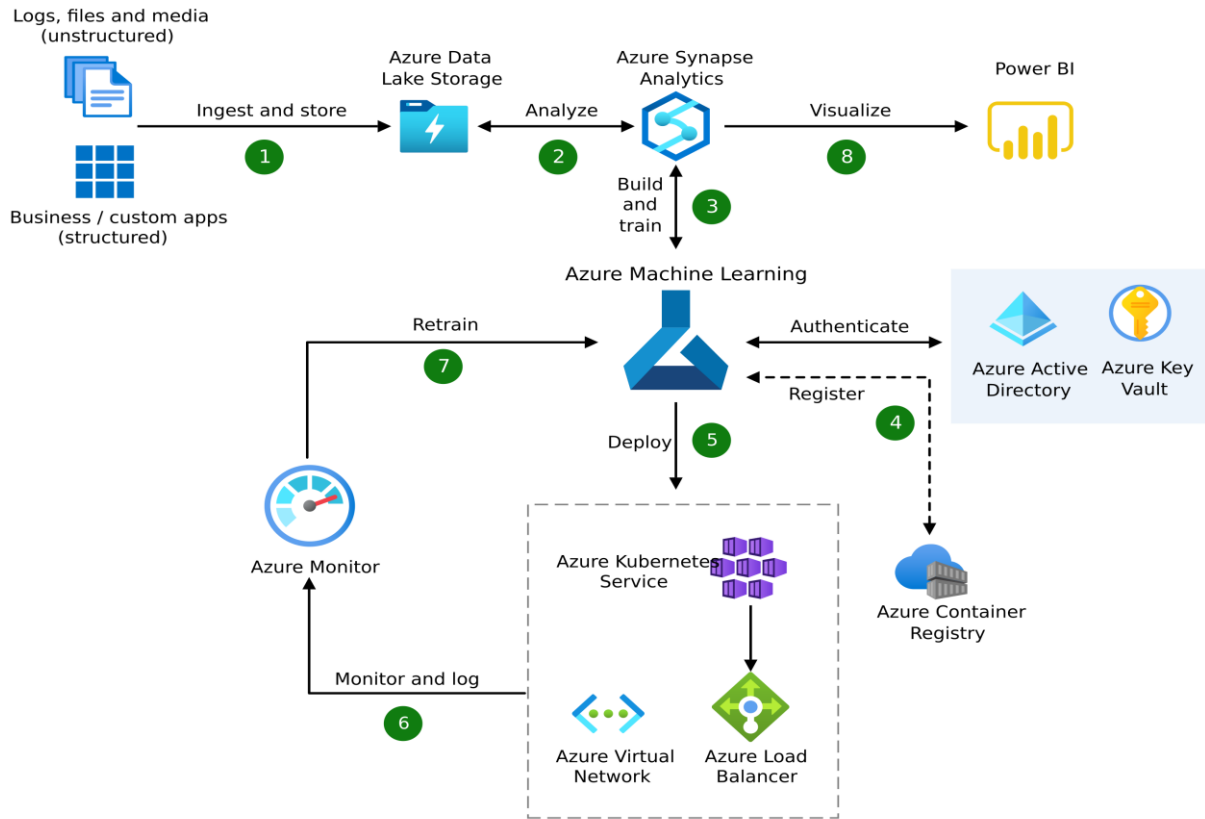 Logs, files and media
(unstructured)
Azure Data
Lake Storage
Azure Synapse
Analytics
Power BI
Ingest and store
Analyze
Visualize
1
2
8
Business / custom apps
(structured)
Build
and
train
3
Azure Machine Learning
Retrain
7
Authenticate
Azure Active
Directory
Azure Key
Vault
Register
4
Deploy
5
Azure Monitor
Azure Kubernetes
Service
Azure Container
Registry
Monitor and log
6
Azure Virtual
Network
Azure Load
Balancer